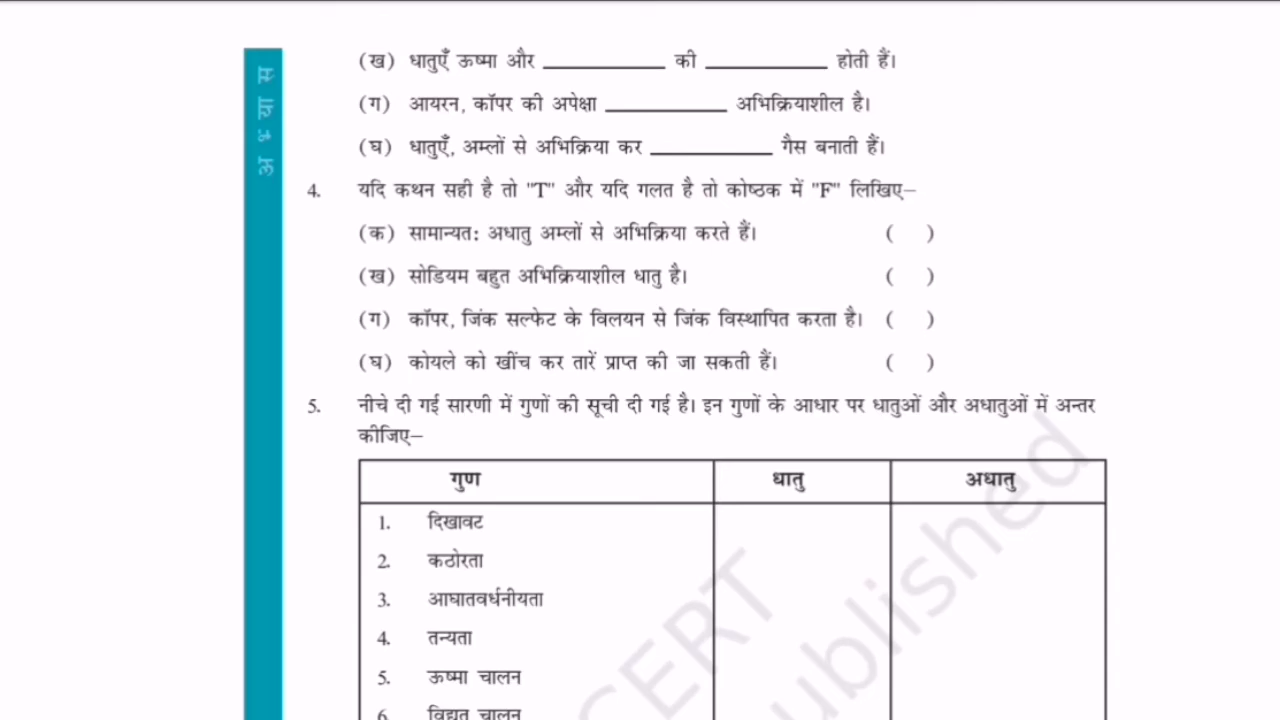 (ख) धातुएँ ऊष्मा और ____________ की ____________ होती हैं।
(ग) आयरन, कॉपर की अपेक्षा ____________ अभिक्रियाशील है।
(घ) धातुएँ, अम्लों से अभिक्रिया कर ____________ गैस बनाती हैं।
अभ्यास
4. यदि कथन सही है तो "T" और यदि गलत है तो कोष्ठक में "F" लिखिए–
(क) सामान्यत: अधातु अम्लों से अभिक्रिया करते हैं। ( )
(ख) सोडियम बहुत अभिक्रियाशील धातु है। ( )
(ग) कॉपर, जिंक सल्फेट के विलयन से जिंक विस्थापित करता है। ( )
(घ) कोयले को खींच कर तारें प्राप्त की जा सकती हैं। ( )
5. नीचे दी गई सारणी में गुणों की सूची दी गई है। इन गुणों के आधार पर धातुओं और अधातुओं में अन्तर
कीजिए–
गुण धातु अधातु
1. दिखावट
2. कठोरता
3. आघातवर्धनीयता
4. तन्यता
5. ऊष्मा चालन
6. विद्युत चालन
CERT
ublished